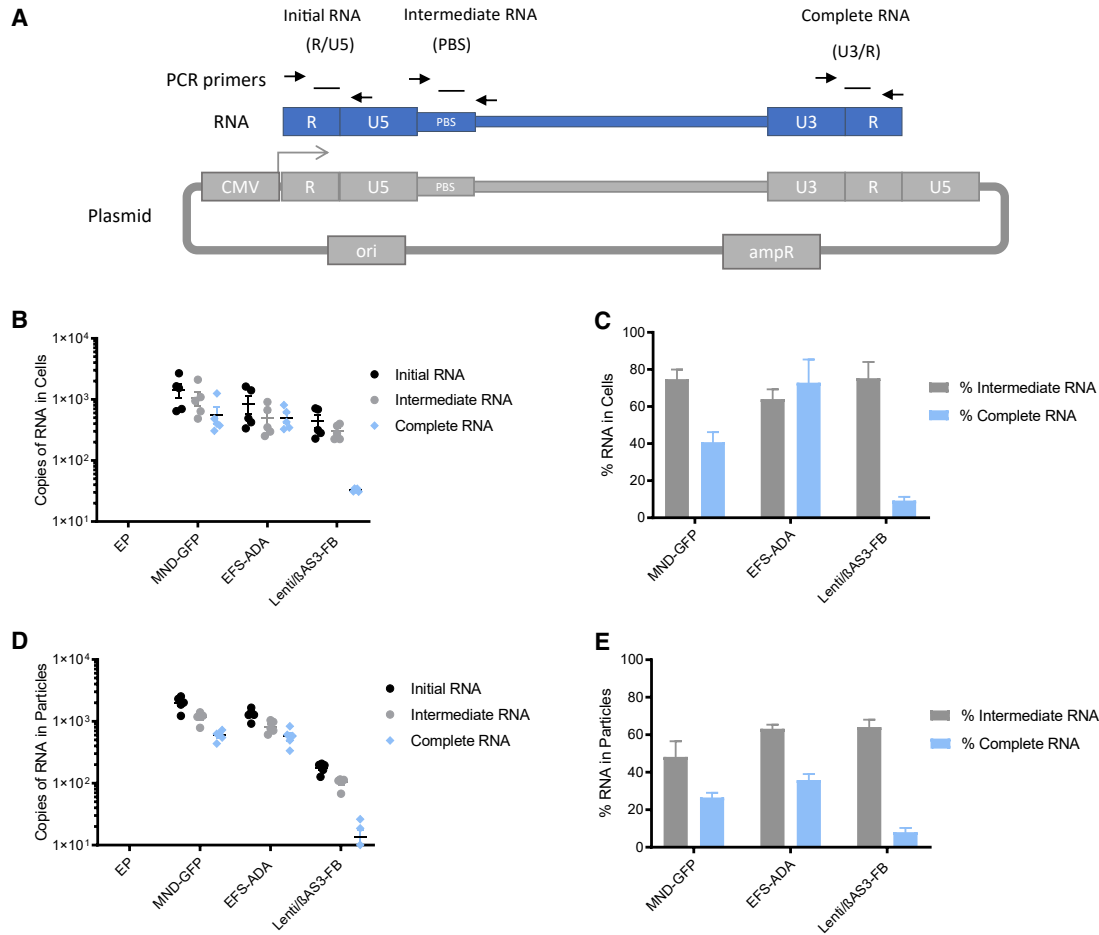 A
Initial RNA
(R/U5)
Intermediate RNA
(PBS)
Complete RNA
(U3/R)
PCR primers
RNA
R
U5
PBS
U3
R
CMV
R
U5
PBS
U3
R
U5
Plasmid
ori
ampR
B
Copies of RNA in Cells
1×10⁴
1×10³
1×10²
1×10¹
EP
MND-GFP
EFS-ADA
Lenti/ßAS3-FB
Initial RNA
Intermediate RNA
Complete RNA
C
% RNA in Cells
100
80
60
40
20
0
MND-GFP
EFS-ADA
Lenti/ßAS3-FB
% Intermediate RNA
% Complete RNA
D
Copies of RNA in Particles
1×10⁴
1×10³
1×10²
1×10¹
EP
MND-GFP
EFS-ADA
Lenti/ßAS3-FB
Initial RNA
Intermediate RNA
Complete RNA
E
% RNA in Particles
100
80
60
40
20
0
MND-GFP
EFS-ADA
Lenti/ßAS3-FB
% Intermediate RNA
% Complete RNA